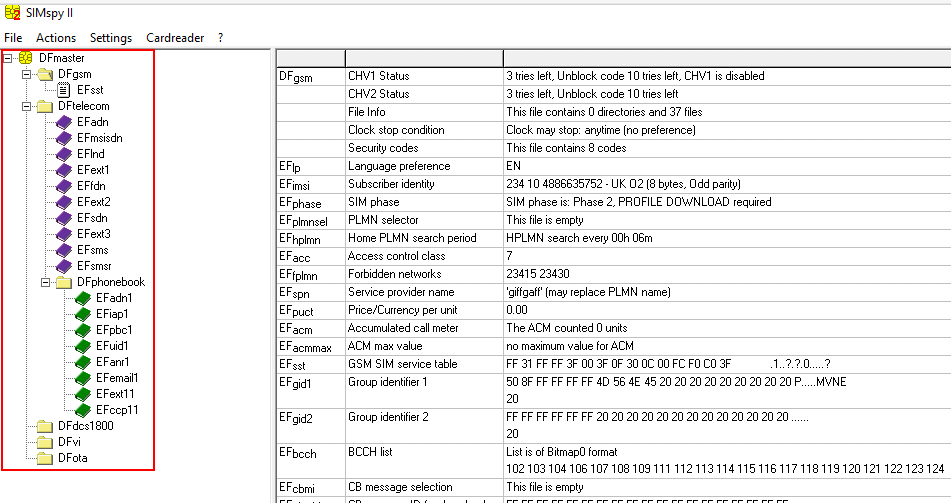 SIMspy II
File Actions Settings Cardreader ?
DFmaster
DFgsm
EFsst
DFtelecom
EFadn
EFmsisdn
EFlnd
EFext1
EFfdn
EFext2
EFsdn
EFext3
EFsms
EFsmsr
DFphonebook
EFadn1
EFiap1
EFpbc1
EFuid1
EFanr1
EFemail1
EFext11
EFccp11
DFdcs1800
DFvi
DFota
DFgsm CHV1 Status 3 tries left, Unblock code 10 tries left, CHV1 is disabled
CHV2 Status 3 tries left, Unblock code 10 tries left
File Info This file contains 0 directories and 37 files
Clock stop condition Clock may stop: anytime (no preference)
Security codes This file contains 8 codes
EFlp Language preference EN
EFimsi Subscriber identity 234 10 4886635752 - UK O2 (8 bytes, Odd parity)
EFphase SIM phase SIM phase is: Phase 2, PROFILE DOWNLOAD required
EFplmnsel PLMN selector This file is empty
EFhplmn Home PLMN search period HPLMN search every 00h 06m
EFacc Access control class 7
EFfplmn Forbidden networks 23415 23430
EFspn Service provider name 'giffgaff' (may replace PLMN name)
EFpuct Price/Currency per unit 0.00
EFacm Accumulated call meter The ACM counted 0 units
EFacmmax ACM max value no maximum value for ACM
EFsst GSM SIM service table FF 31 FF FF 3F 00 3F 0F 30 0C 00 FC F0 C0 3F .1..?.?.0.....?
EFgid1 Group identifier 1 50 8F FF FF FF FF 4D 56 4E 45 20 20 20 20 20 20 20 20 20 P.....MVNE
20
EFgid2 Group identifier 2 FF FF FF FF FF FF 20 20 20 20 20 20 20 20 20 20 20 20 20 ......
20
EFbcch BCCH list List is of Bitmap0 format
102 103 104 106 107 108 109 111 112 113 114 115 116 117 118 119 120 121 122 123 124
EFcbmi CB message selection This file is empty